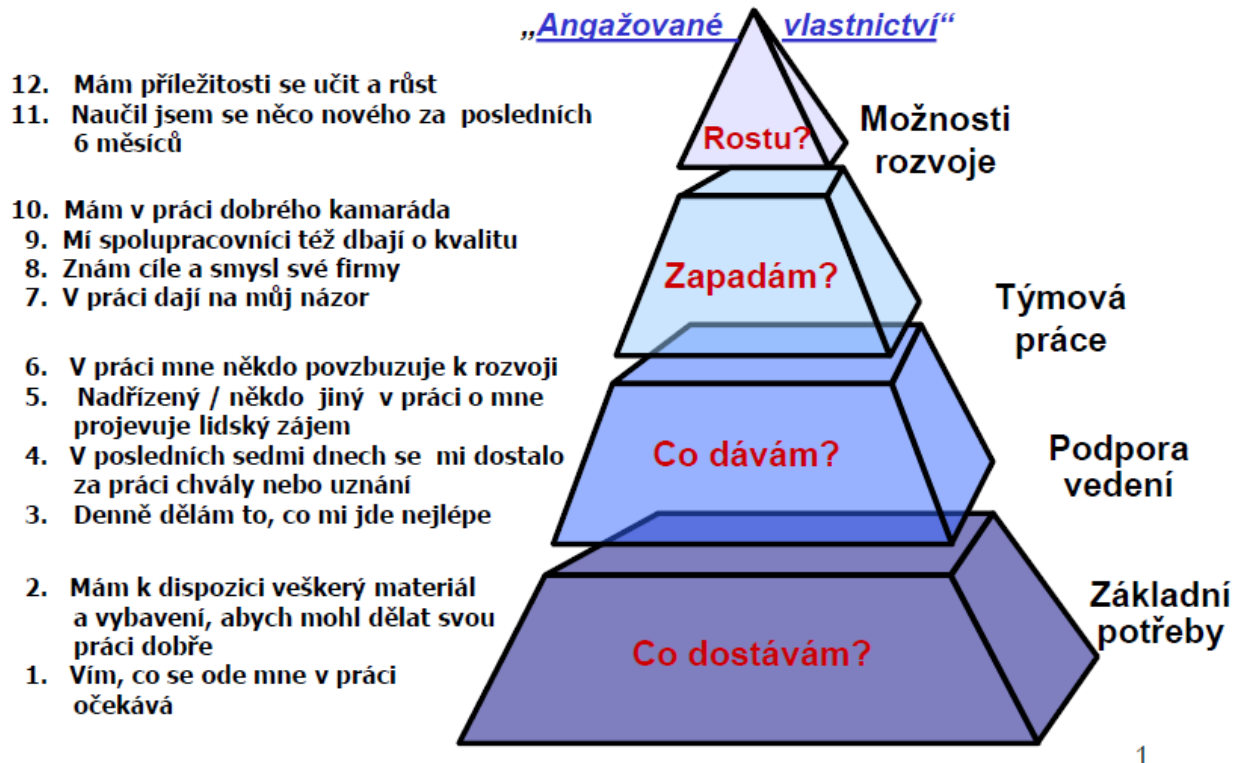 „Angažované vlastnictví“
12. Mám příležitosti se učit a růst
11. Naučil jsem se něco nového za posledních
6 měsíců
Rostu?
Možnosti
rozvoje
10. Mám v práci dobrého kamaráda
9. Mí spolupracovníci též dbají o kvalitu
8. Znám cíle a smysl své firmy
7. V práci dají na můj názor
Zapadám?
Týmová
práce
6. V práci mne někdo povzbuzuje k rozvoji
5. Nadřízený / někdo jiný v práci o mne
projevuje lidský zájem
4. V posledních sedmi dnech se mi dostalo
za práci chvály nebo uznání
3. Denně dělám to, co mi jde nejlépe
Co dávám?
Podpora
vedení
2. Mám k dispozici veškerý materiál
a vybavení, abych mohl dělat svou
práci dobře
1. Vím, co se ode mne v práci
očekává
Co dostávám?
Základní
potřeby
1